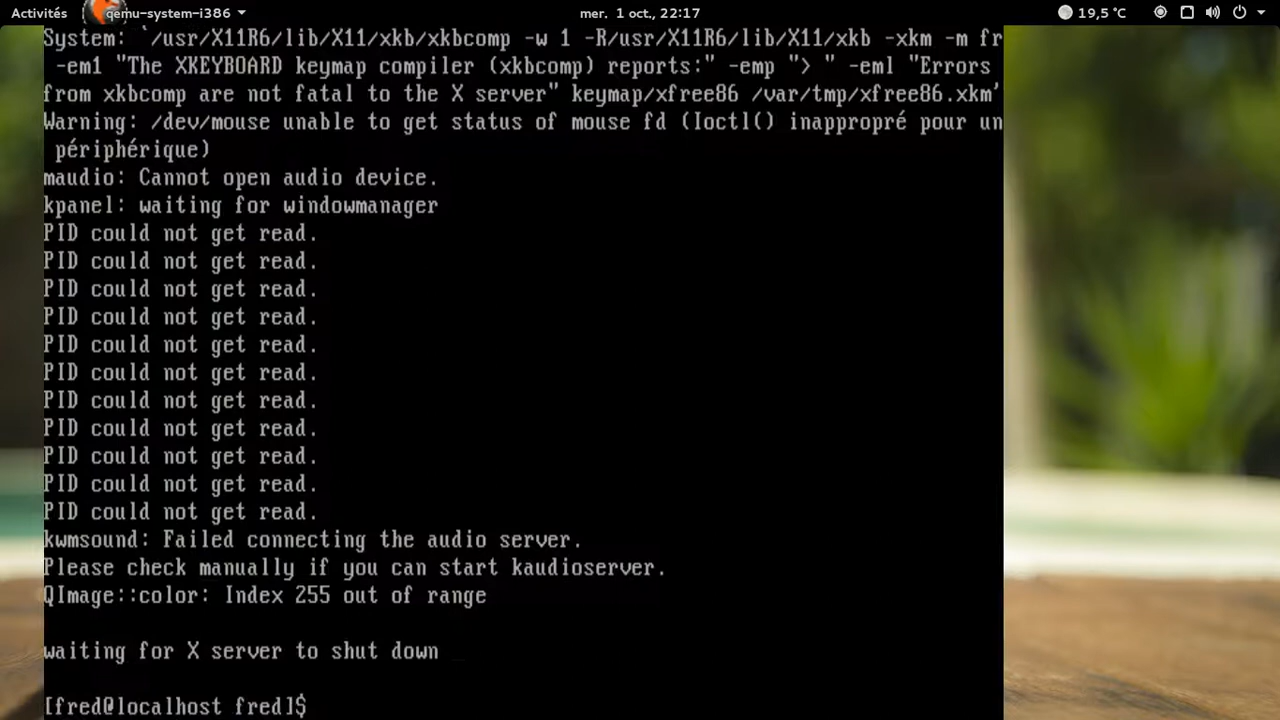 Activités qemu-system-i386 mer. 1 oct., 22:17 19,5 °C
System: `/usr/X11R6/lib/X11/xkb/xkbcomp -w 1 -R/usr/X11R6/lib/X11/xkb -xkm -m fr
-em1 "The XKEYBOARD keymap compiler (xkbcomp) reports:" -emp "> " -eml "Errors
from xkbcomp are not fatal to the X server" keymap/xfree86 /var/tmp/xfree86.xkm'
Warning: /dev/mouse unable to get status of mouse fd (Ioctl() inappropré pour un
périphérique)
maudio: Cannot open audio device.
kpanel: waiting for windowmanager
PID could not get read.
PID could not get read.
PID could not get read.
PID could not get read.
PID could not get read.
PID could not get read.
PID could not get read.
PID could not get read.
PID could not get read.
PID could not get read.
PID could not get read.
kwmsound: Failed connecting the audio server.
Please check manually if you can start kaudioserver.
QImage::color: Index 255 out of range
waiting for X server to shut down
[fred@localhost fred]$